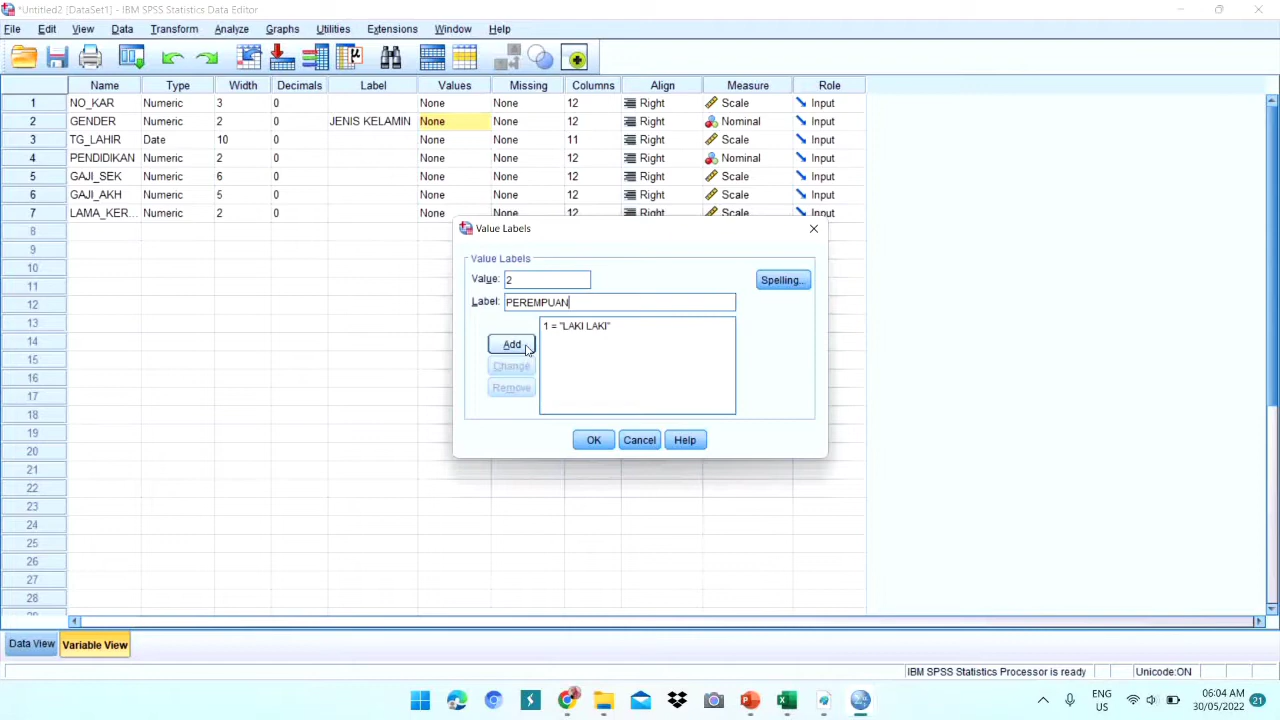 *Untitled2 [DataSet1] - IBM SPSS Statistics Data Editor
File Edit View Data Transform Analyze Graphs Utilities Extensions Window Help
Name Type Width Decimals Label Values Missing Columns Align Measure Role
1 NO_KAR Numeric 3 0 None None 12 Right Scale Input
2 GENDER Numeric 2 0 JENIS KELAMIN None None 12 Right Nominal Input
3 TG_LAHIR Date 10 0 None None 11 Right Scale Input
4 PENDIDIKAN Numeric 2 0 None None 12 Right Nominal Input
5 GAJI_SEK Numeric 6 0 None None 12 Right Scale Input
6 GAJI_AKH Numeric 5 0 None None 12 Right Scale Input
7 LAMA_KER... Numeric 2 0 None None 12 Right Scale Input
8
9
10
11
12
13
14
15
16
17
18
19
20
21
22
23
24
25
26
27
28
29
Value Labels
Value Labels
Value: 2
Spelling...
Label: PEREMPUAN
1 = "LAKI LAKI"
Add
Change
Remove
OK Cancel Help
Data View Variable View
IBM SPSS Statistics Processor is ready Unicode:ON
ENG
US
06:04 AM
30/05/2022
21